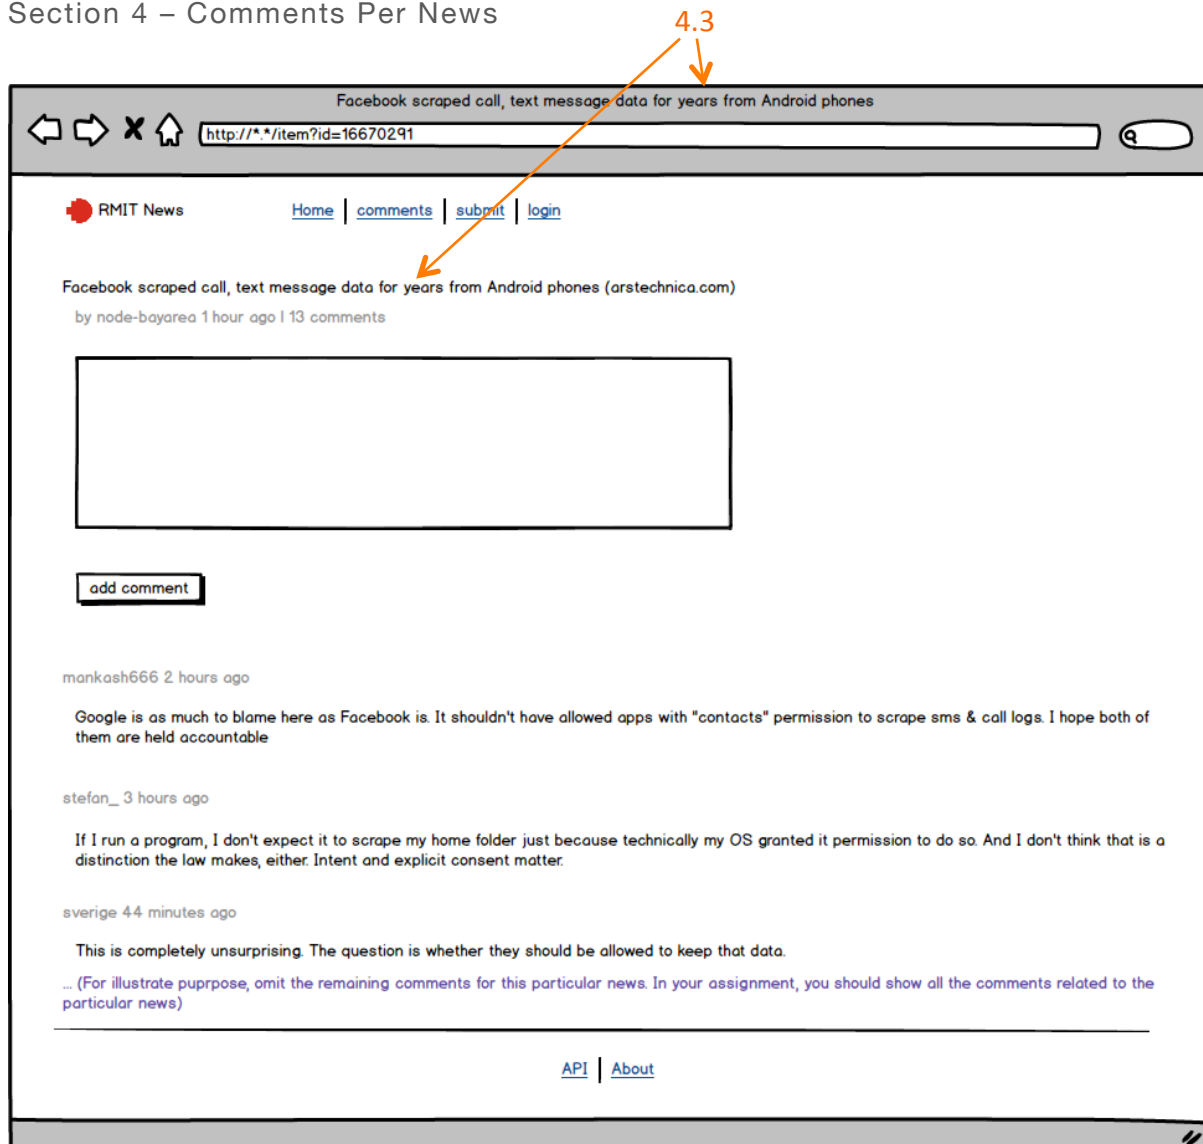 Section 4 – Comments Per News
4.3
Facebook scraped call, text message data for years from Android phones
http://*.*/item?id=16670291
RMIT News
Home | comments | submit | login
Facebook scraped call, text message data for years from Android phones (arstechnica.com)
by node-bayarea 1 hour ago | 13 comments
add comment
mankash666 2 hours ago
Google is as much to blame here as Facebook is. It shouldn't have allowed apps with "contacts" permission to scrape sms & call logs. I hope both of
them are held accountable
stefan_ 3 hours ago
If I run a program, I don't expect it to scrape my home folder just because technically my OS granted it permission to do so. And I don't think that is a
distinction the law makes, either. Intent and explicit consent matter.
sverige 44 minutes ago
This is completely unsurprising. The question is whether they should be allowed to keep that data.
... (For illustrate puprpose, omit the remaining comments for this particular news. In your assignment, you should show all the comments related to the
particular news)
API | About